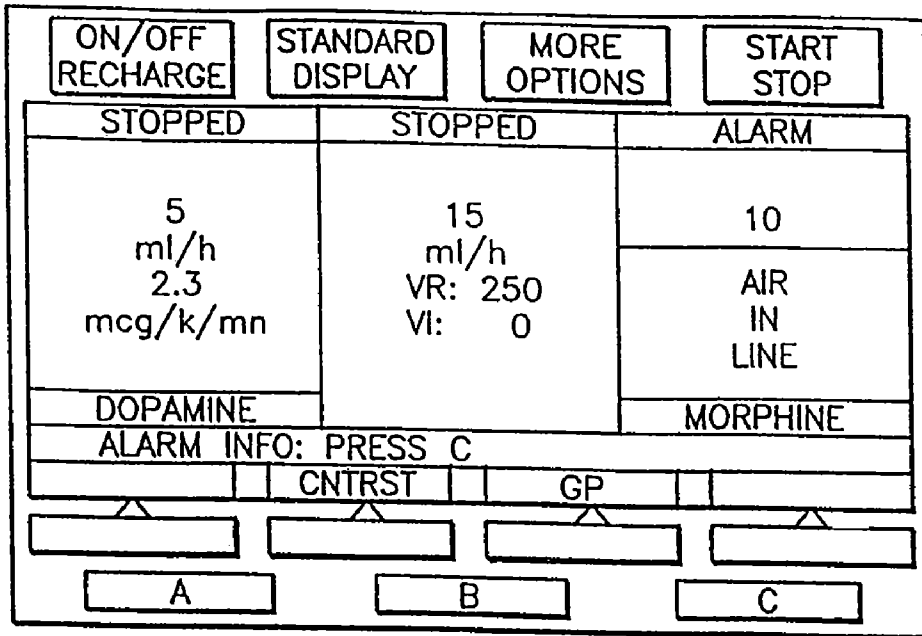 ON/OFF
RECHARGE
STANDARD
DISPLAY
MORE
OPTIONS
START
STOP
STOPPED
5
ml/h
2.3
mcg/k/mn
DOPAMINE
STOPPED
15
ml/h
VR: 250
VI: 0
ALARM
10
AIR
IN
LINE
MORPHINE
ALARM INFO: PRESS C
CNTRST
GP
A
B
C